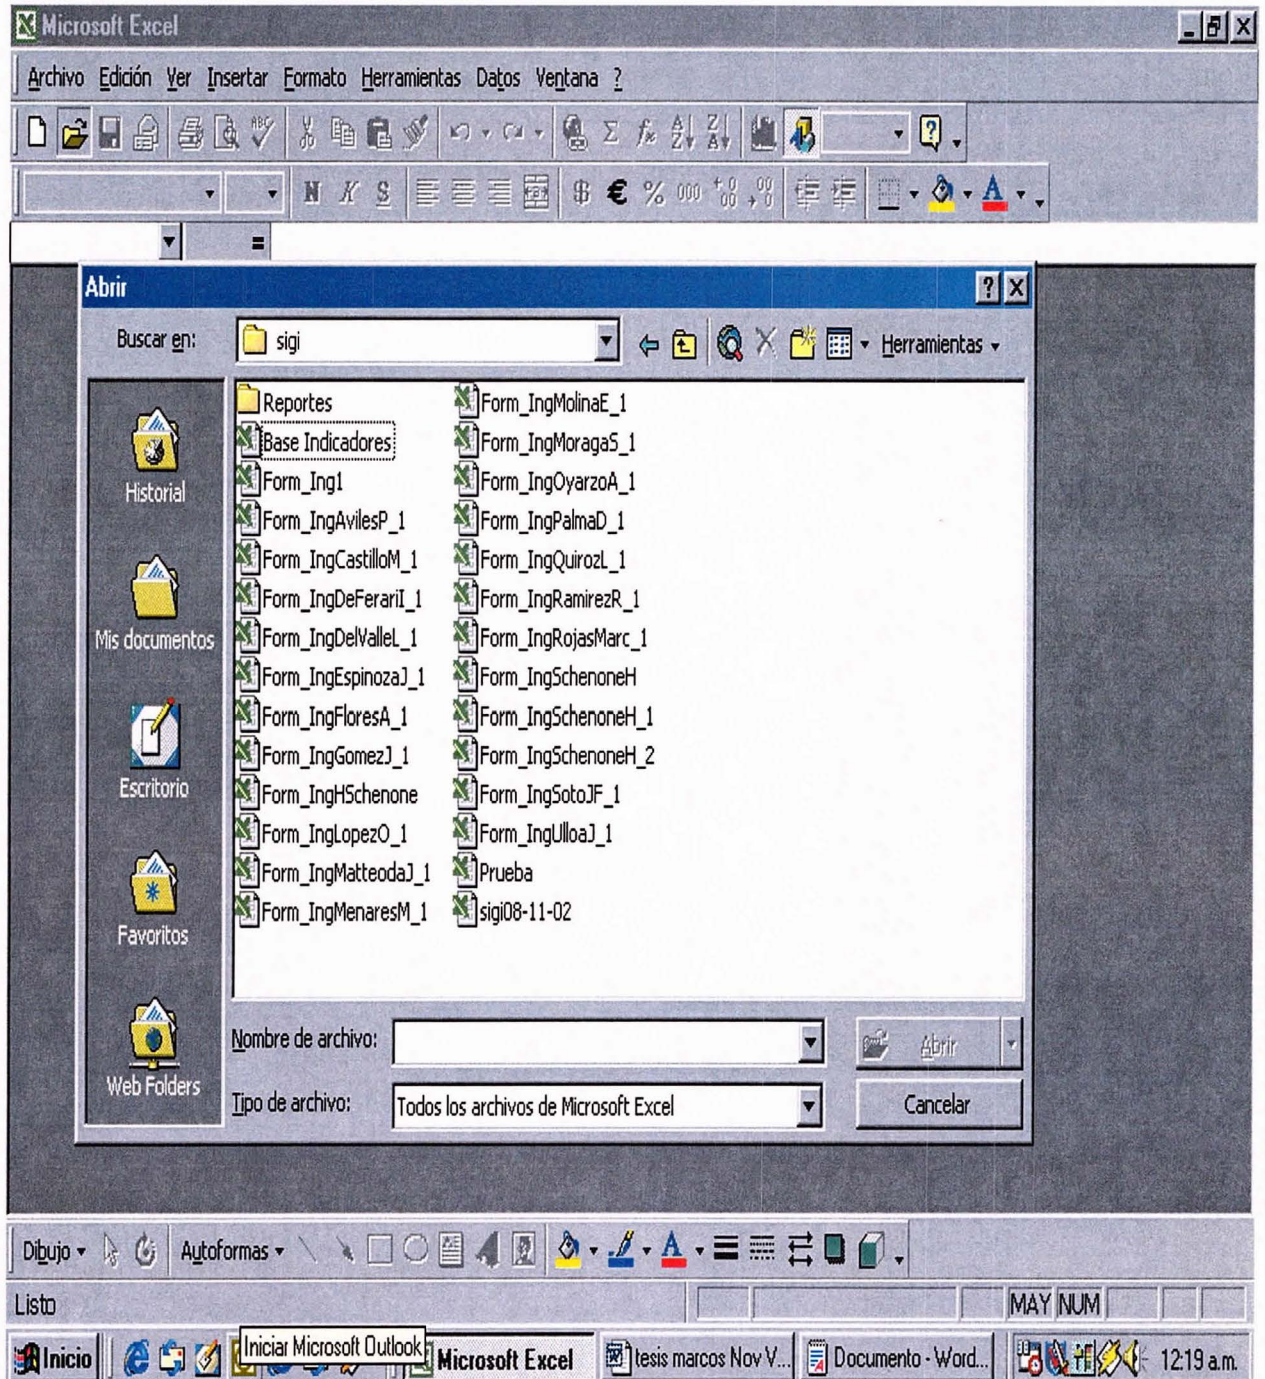 Microsoft Excel
Archivo Edición Ver Insertar Formato Herramientas Datos Ventana ?
ABC Σ fx A Z Z A ?
N K S $ € % 000 A
=
Abrir
Buscar en: sigi Herramientas
Historial
Mis documentos
Escritorio
Favoritos
Web Folders
Reportes
Base Indicadores
Form_Ing1
Form_IngAvilesP_1
Form_IngCastilloM_1
Form_IngDeFerariI_1
Form_IngDelValleL_1
Form_IngEspinozaJ_1
Form_IngFloresA_1
Form_IngGomezJ_1
Form_IngHSchenone
Form_IngLopezO_1
Form_IngMatteodaJ_1
Form_IngMenaresM_1
Form_IngMolinaE_1
Form_IngMoragaS_1
Form_IngOyarzoA_1
Form_IngPalmaD_1
Form_IngQuirozL_1
Form_IngRamirezR_1
Form_IngRojasMarc_1
Form_IngSchenoneH
Form_IngSchenoneH_1
Form_IngSchenoneH_2
Form_IngSotoJF_1
Form_IngUlloaJ_1
Prueba
sigi08-11-02
Nombre de archivo: Abrir
Tipo de archivo: Todos los archivos de Microsoft Excel Cancelar
Dibujo Autoformas A
Listo MAY NUM
Inicio Iniciar Microsoft Outlook Microsoft Excel tesis marcos Nov V... Documento - Word... 12:19 a.m.